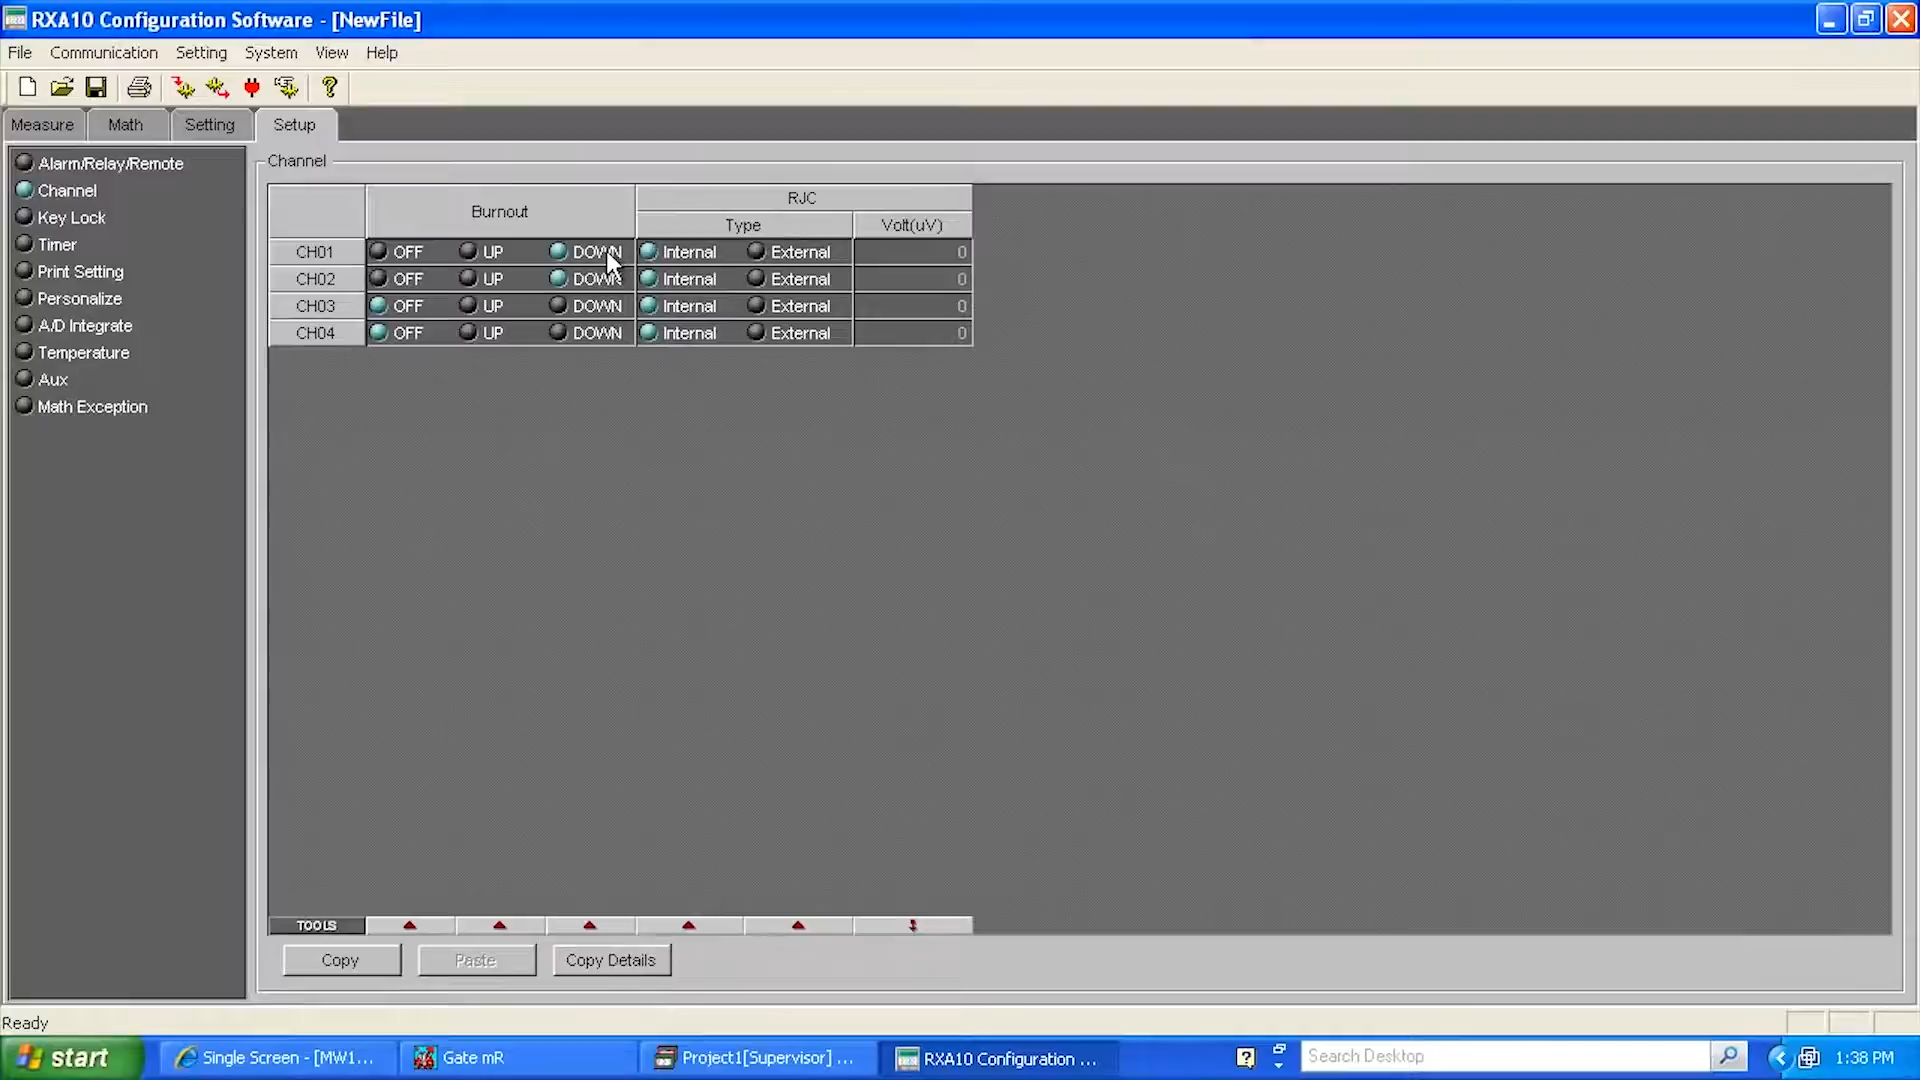 RXA10 Configuration Software - [NewFile]
File Communication Setting System View Help
Measure Math Setting Setup
Alarm/Relay/Remote
Channel
Key Lock
Timer
Print Setting
Personalize
A/D Integrate
Temperature
Aux
Math Exception
Channel
Burnout RJC
Type Volt(uV)
CH01 OFF UP DOWN Internal External 0
CH02 OFF UP DOWN Internal External 0
CH03 OFF UP DOWN Internal External 0
CH04 OFF UP DOWN Internal External 0
TOOLS
Copy Paste Copy Details
Ready
start Single Screen - [MW1... Gate mR Project1[Supervisor] ... RXA10 Configuration ... Search Desktop 1:38 PM